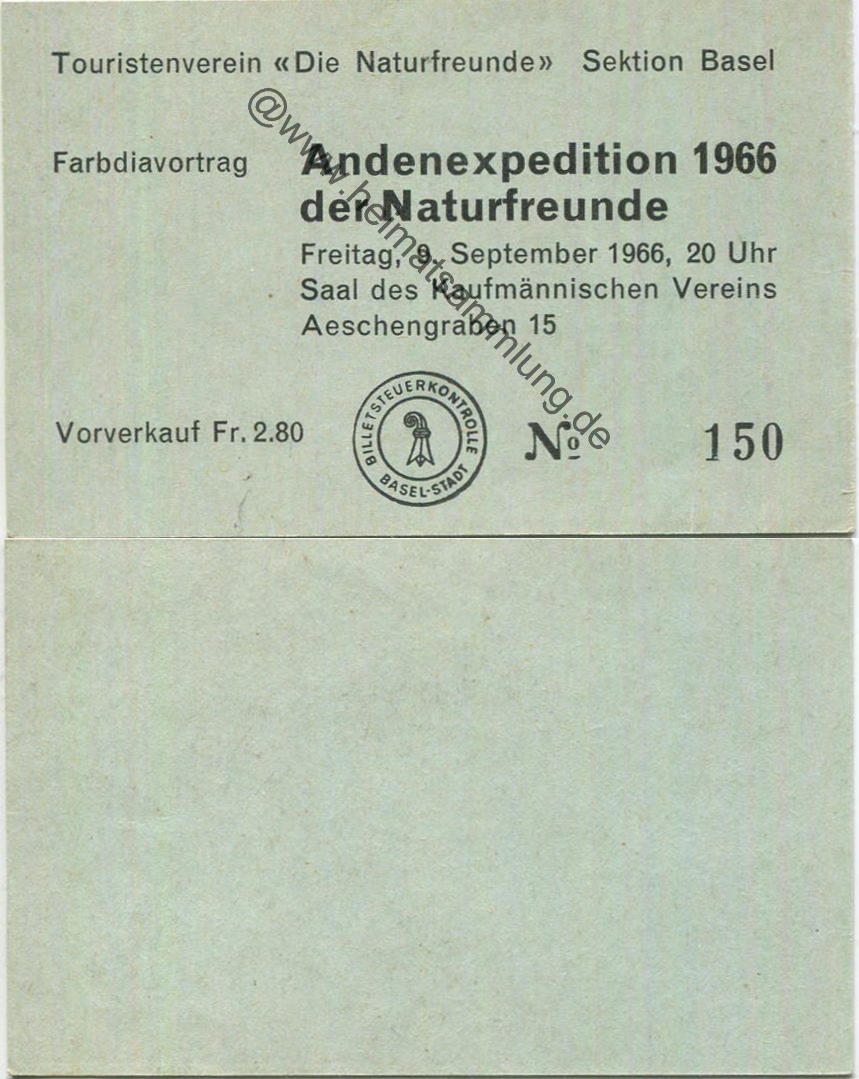 Touristenverein «Die Naturfreunde» Sektion Basel
Farbdiavortrag
Andenexpedition 1966
der Naturfreunde
Freitag, 9. September 1966, 20 Uhr
Saal des Kaufmännischen Vereins
Aeschengraben 15
Vorverkauf Fr. 2.80
BILLETSTEUERKONTROLLE
BASEL-STADT
No 150
@www.heimatsammlung.de